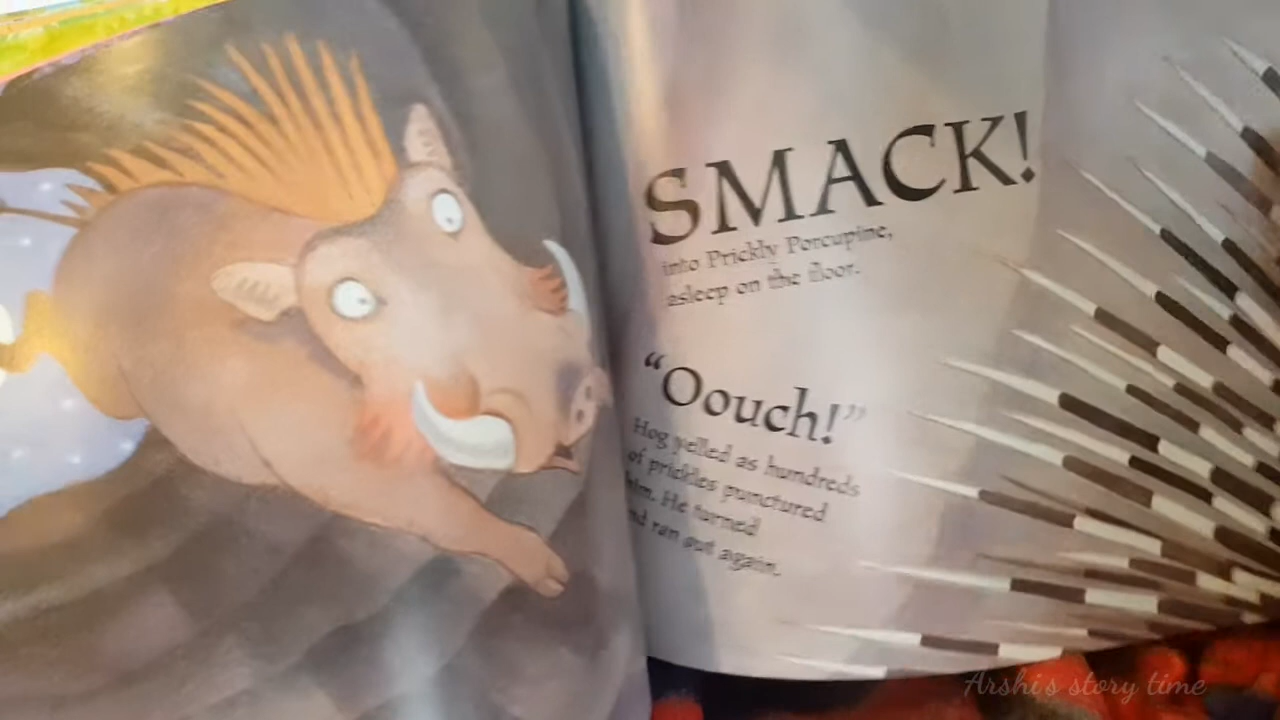 SMACK!
into Prickly Porcupine,
asleep on the floor.
“Oouch!”
Hog yelled as hundreds
of prickles punctured
him. He turned
and ran out again.
Arshi's story time